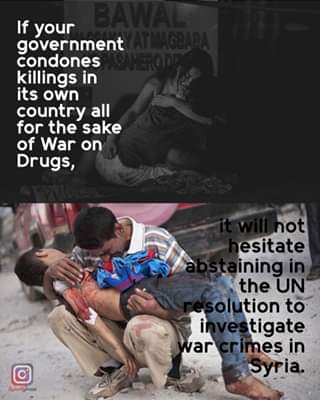 BAWAL
If your
government
condones
killings in
its own
country all
for the sake
of War on
Drugs,
it will not
hesitate
abstaining in
the UN
resolution to
investigate
war crimes in
Syria.